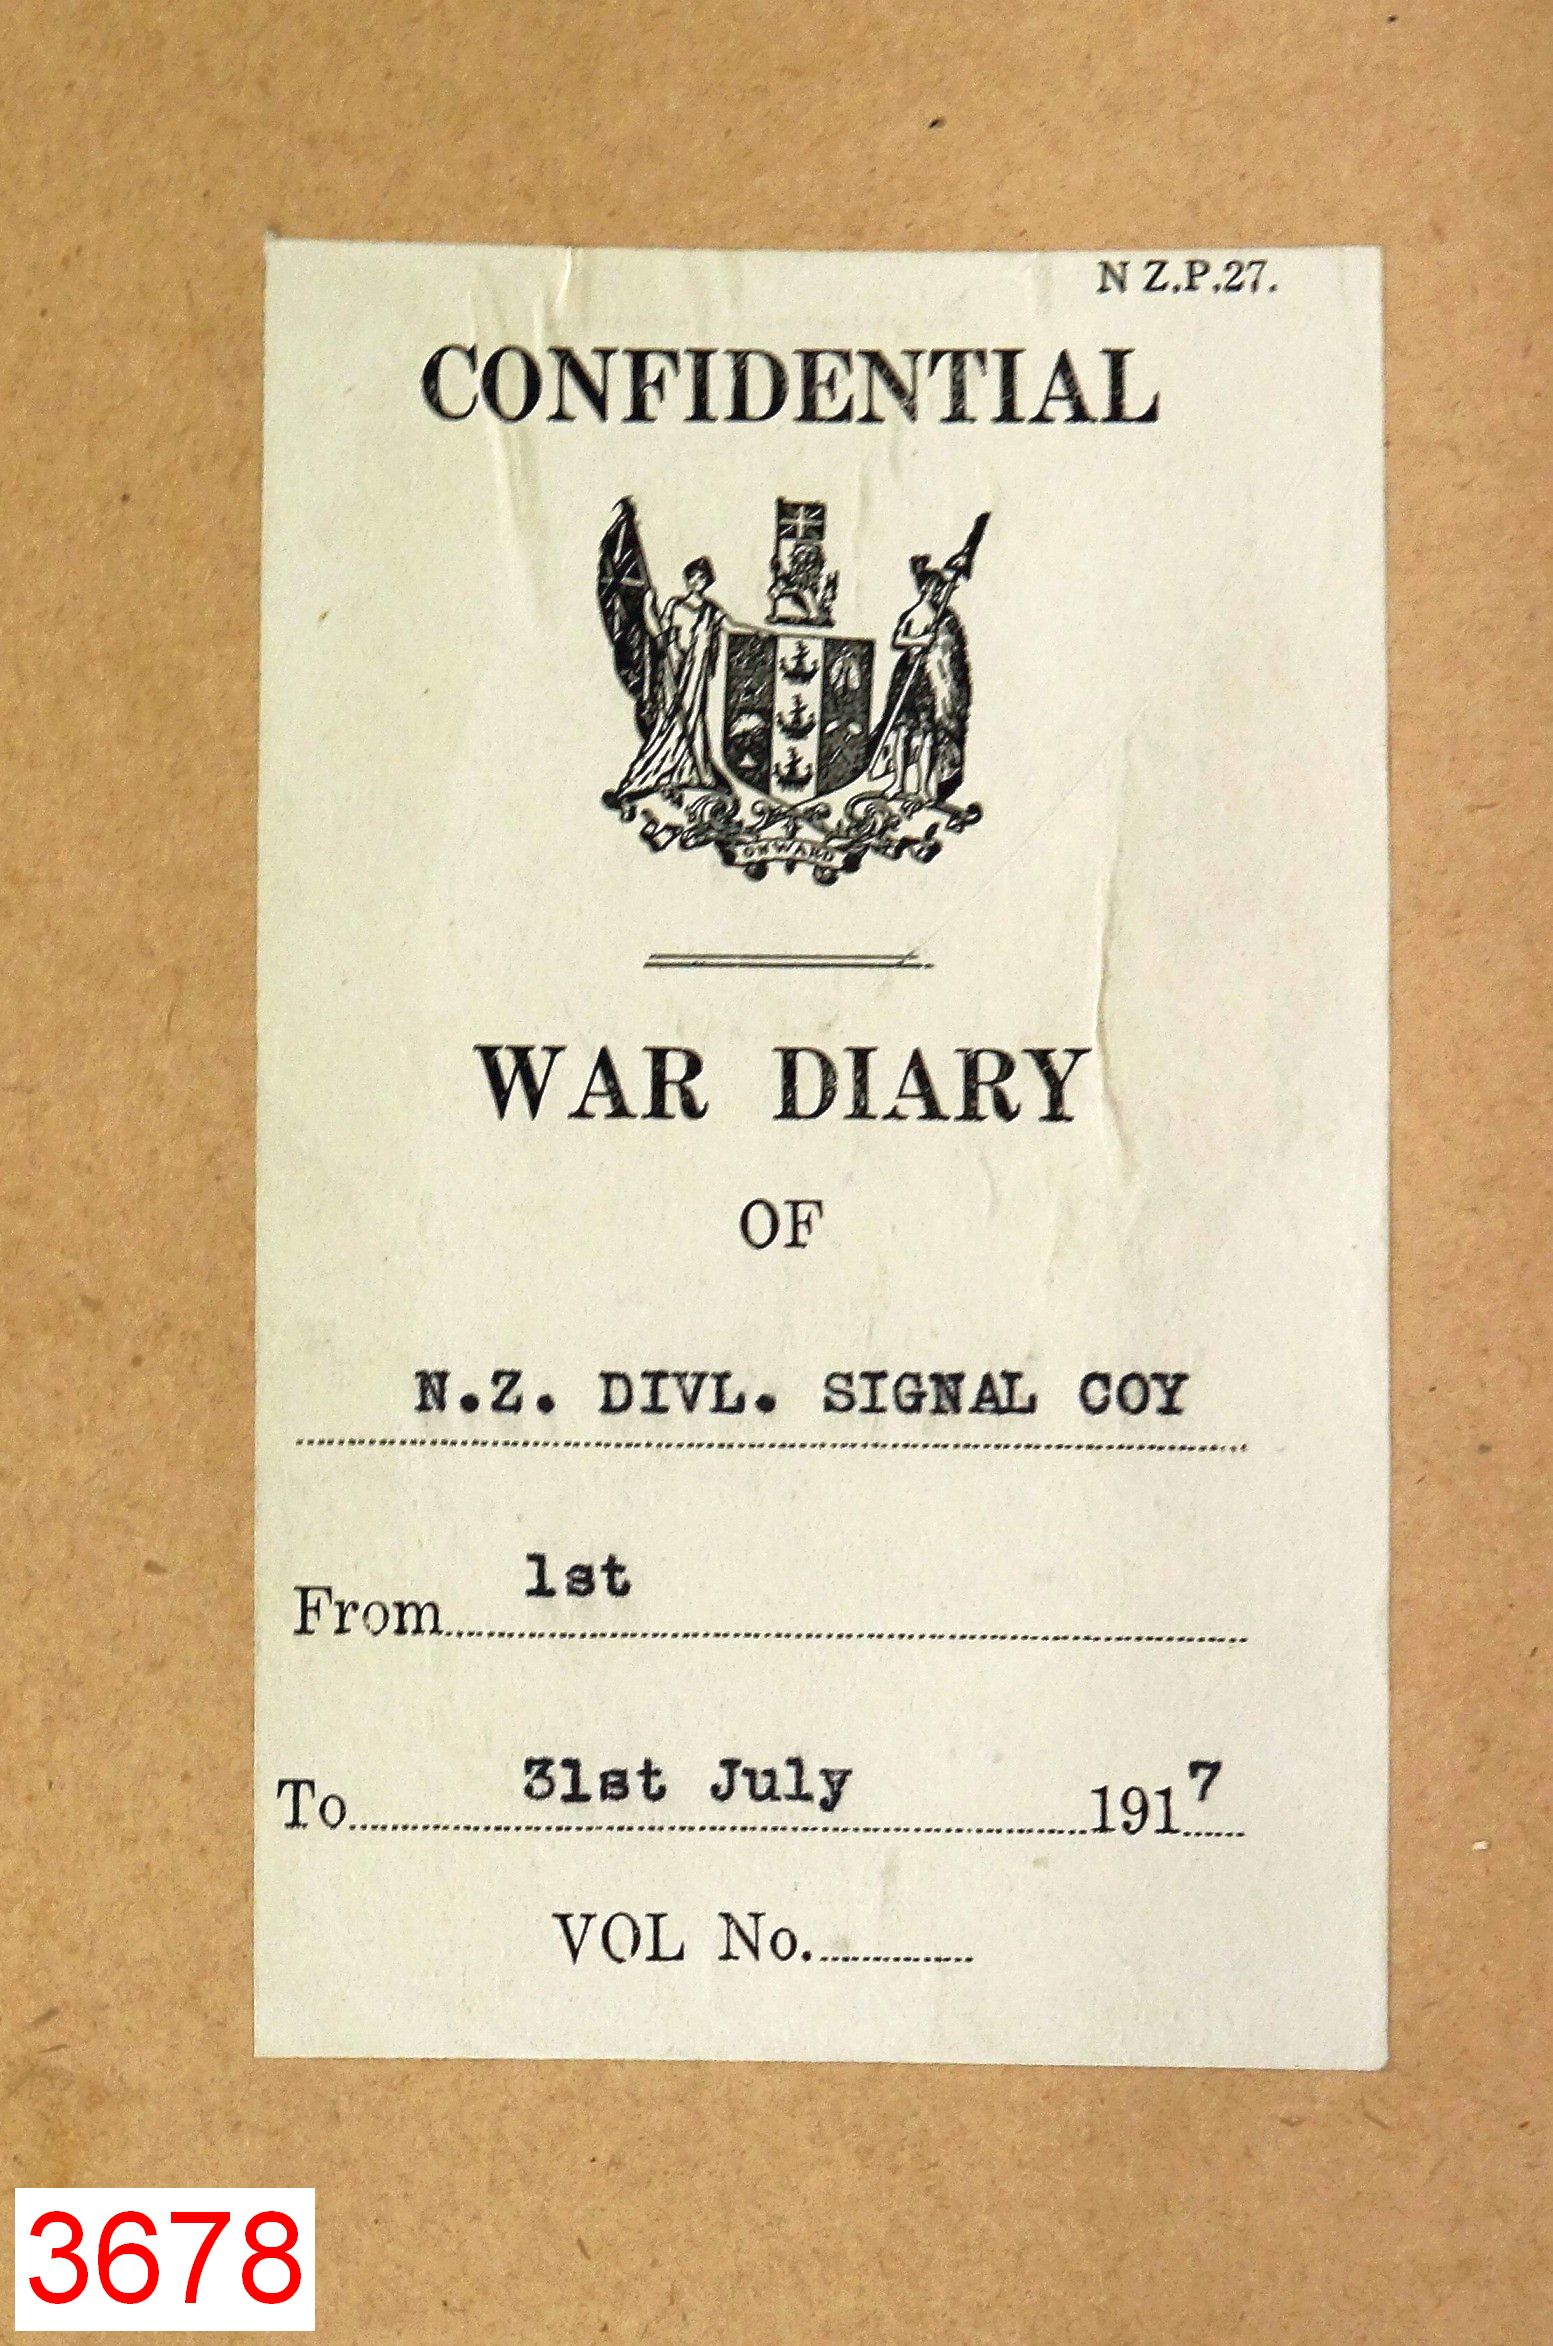 N Z.P.27.
CONFIDENTIAL
ONWARD
WAR DIARY
OF
N.Z. DIVL. SIGNAL COY
From 1st
To 31st July 1917
VOL No.
3678